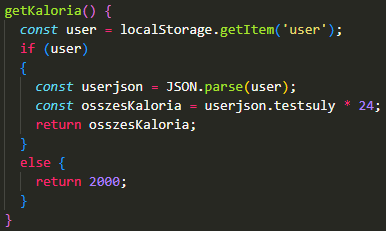 getKaloria() {
const user = localStorage.getItem('user');
if (user)
{
const userjson = JSON.parse(user);
const osszesKaloria = userjson.testsuly * 24;
return osszesKaloria;
}
else {
return 2000;
}
}